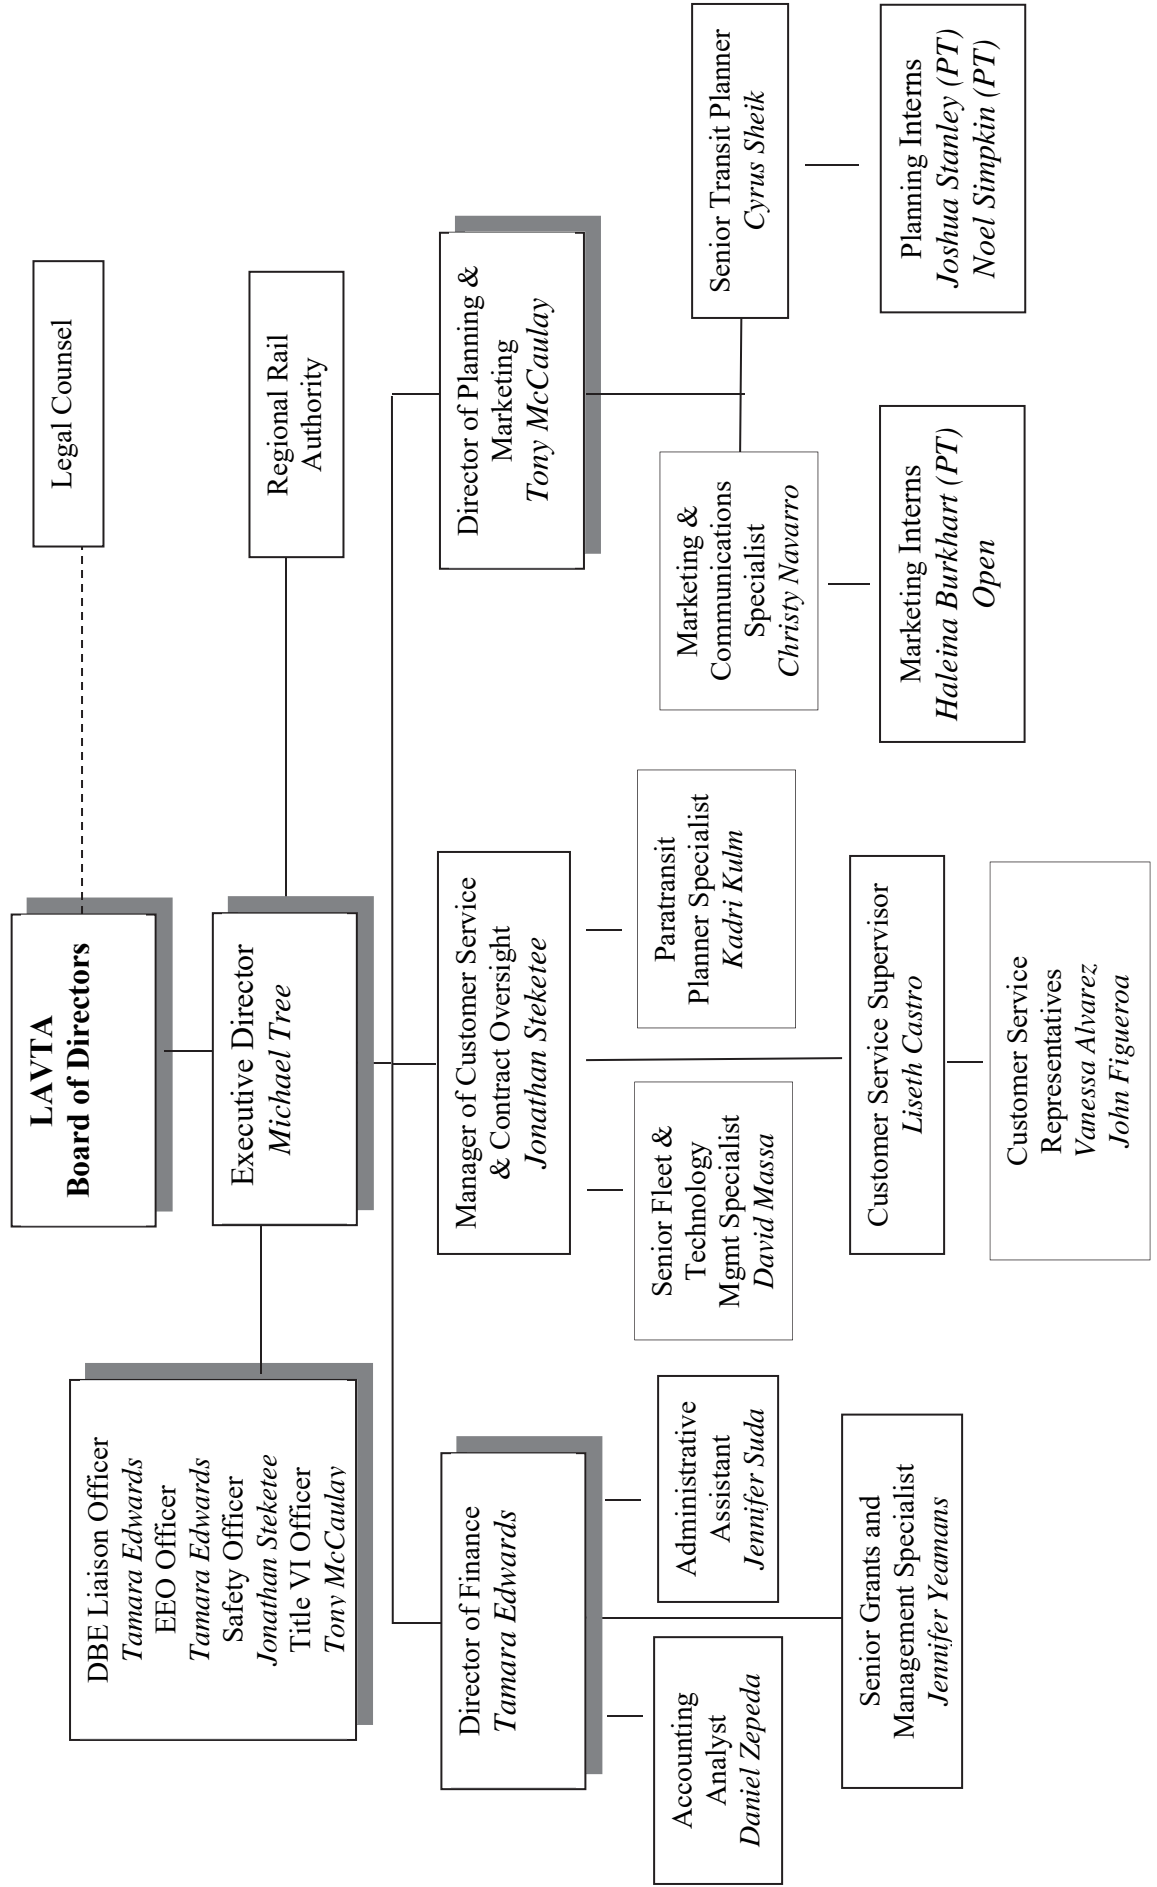 LAVTA
Board of Directors
Legal Counsel
DBE Liaison Officer
Tamara Edwards
EEO Officer
Tamara Edwards
Safety Officer
Jonathan Steketee
Title VI Officer
Tony McCaulay
Executive Director
Michael Tree
Regional Rail
Authority
Director of Finance
Tamara Edwards
Manager of Customer Service
& Contract Oversight
Jonathan Steketee
Director of Planning &
Marketing
Tony McCaulay
Accounting
Analyst
Daniel Zepeda
Administrative
Assistant
Jennifer Suda
Senior Fleet &
Technology
Mgmt Specialist
David Massa
Paratransit
Planner Specialist
Kadri Kulm
Marketing &
Communications
Specialist
Christy Navarro
Senior Transit Planner
Cyrus Sheik
Senior Grants and
Management Specialist
Jennifer Yeamans
Customer Service Supervisor
Liseth Castro
Marketing Interns
Haleina Burkhart (PT)
Open
Planning Interns
Joshua Stanley (PT)
Noel Simpkin (PT)
Customer Service
Representatives
Vanessa Alvarez
John Figueroa